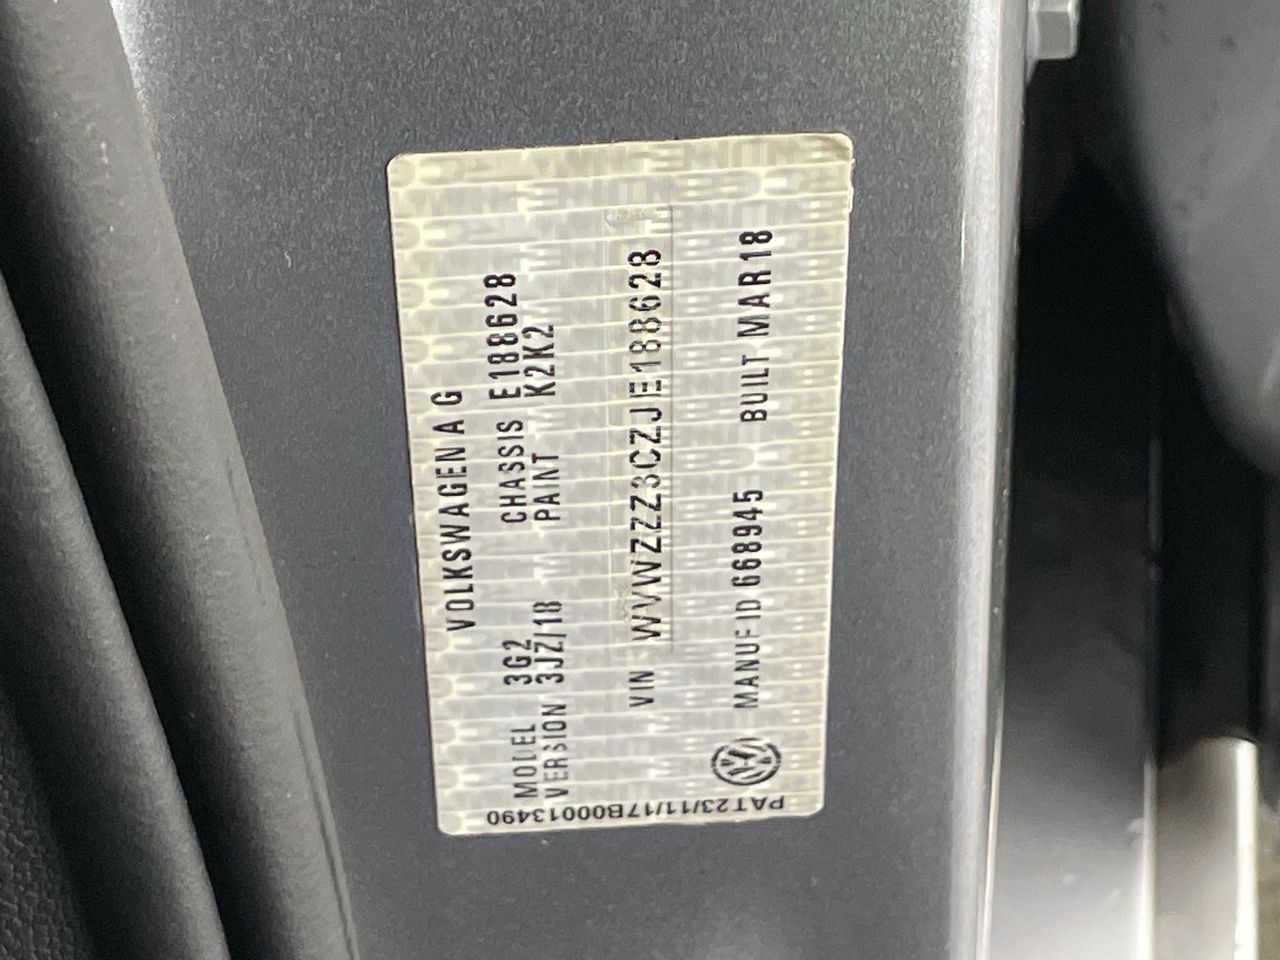 VOLKSWAGEN AG
MODEL 3G2 CHASSIS E188628
VERSION 3JZ/18 PAINT K2K2
VIN WVWZZZ3CZJE188628
MANUF ID 668945 BUILT MAR18
PAT23/11/17B00013490